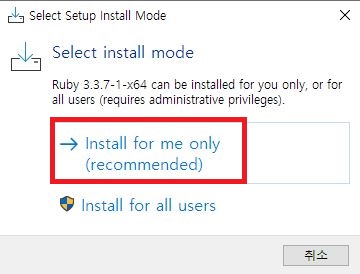 Select Setup Install Mode
Select install mode
Ruby 3.3.7-1-x64 can be installed for you only, or for
all users (requires administrative privileges).
Install for me only
(recommended)
Install for all users
취소